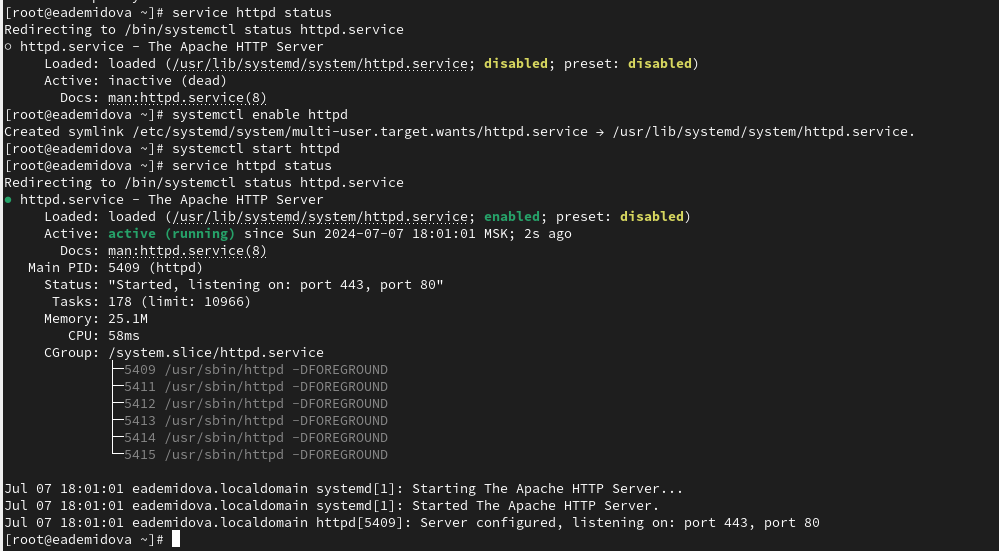 [root@eademidova ~]# service httpd status
Redirecting to /bin/systemctl status httpd.service
○ httpd.service - The Apache HTTP Server
     Loaded: loaded (/usr/lib/systemd/system/httpd.service; disabled; preset: disabled)
     Active: inactive (dead)
       Docs: man:httpd.service(8)
[root@eademidova ~]# systemctl enable httpd
Created symlink /etc/systemd/system/multi-user.target.wants/httpd.service → /usr/lib/systemd/system/httpd.service.
[root@eademidova ~]# systemctl start httpd
[root@eademidova ~]# service httpd status
Redirecting to /bin/systemctl status httpd.service
● httpd.service - The Apache HTTP Server
     Loaded: loaded (/usr/lib/systemd/system/httpd.service; enabled; preset: disabled)
     Active: active (running) since Sun 2024-07-07 18:01:01 MSK; 2s ago
       Docs: man:httpd.service(8)
   Main PID: 5409 (httpd)
     Status: "Started, listening on: port 443, port 80"
      Tasks: 178 (limit: 10966)
     Memory: 25.1M
        CPU: 58ms
     CGroup: /system.slice/httpd.service
             ├─5409 /usr/sbin/httpd -DFOREGROUND
             ├─5411 /usr/sbin/httpd -DFOREGROUND
             ├─5412 /usr/sbin/httpd -DFOREGROUND
             ├─5413 /usr/sbin/httpd -DFOREGROUND
             ├─5414 /usr/sbin/httpd -DFOREGROUND
             └─5415 /usr/sbin/httpd -DFOREGROUND

Jul 07 18:01:01 eademidova.localdomain systemd[1]: Starting The Apache HTTP Server...
Jul 07 18:01:01 eademidova.localdomain systemd[1]: Started The Apache HTTP Server.
Jul 07 18:01:01 eademidova.localdomain httpd[5409]: Server configured, listening on: port 443, port 80
[root@eademidova ~]#